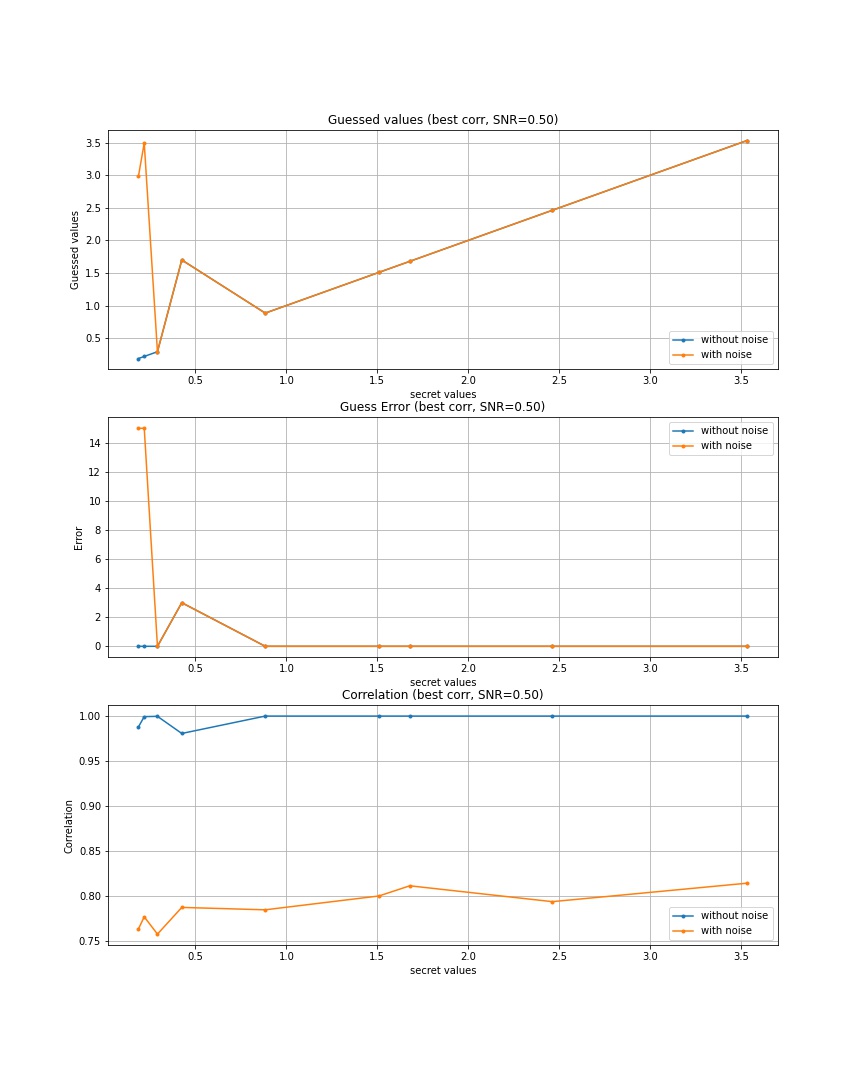 Guessed values (best corr, SNR=0.50)
3.5
3.0
2.5
2.0
1.5
1.0
0.5
Guessed values
without noise
with noise
0.5 1.0 1.5 2.0 2.5 3.0 3.5
secret values
Guess Error (best corr, SNR=0.50)
14
12
10
8
6
4
2
0
Error
without noise
with noise
0.5 1.0 1.5 2.0 2.5 3.0 3.5
secret values
Correlation (best corr, SNR=0.50)
1.00
0.95
0.90
0.85
0.80
0.75
Correlation
without noise
with noise
0.5 1.0 1.5 2.0 2.5 3.0 3.5
secret values